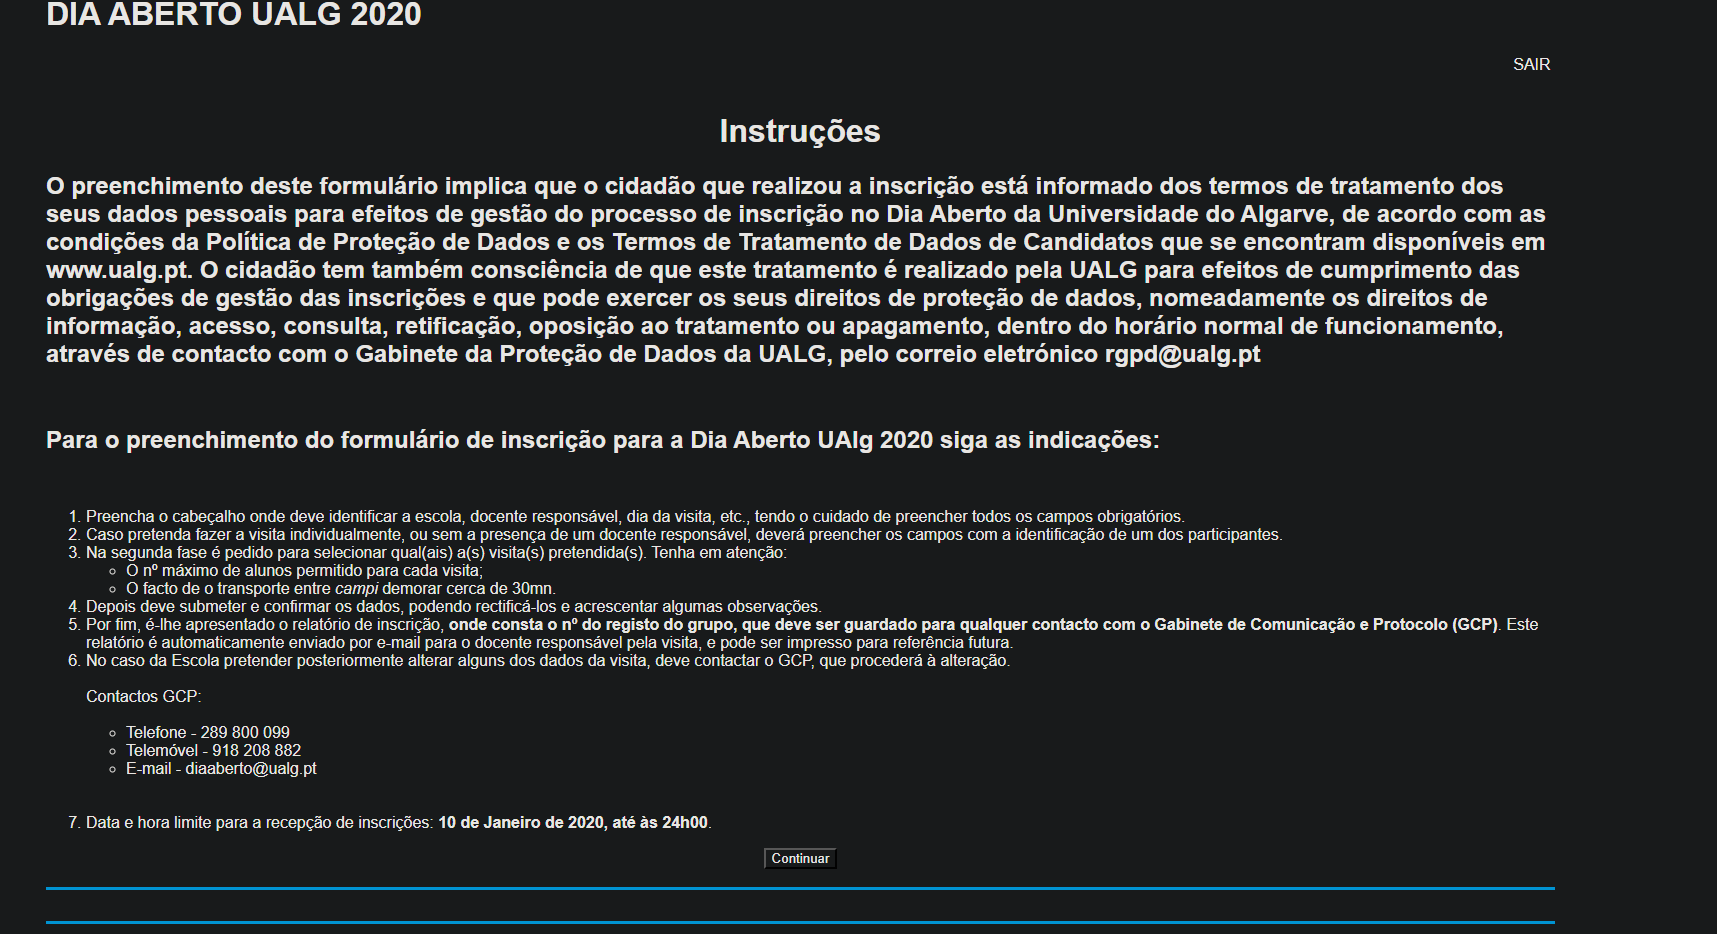 DIA ABERTO UALG 2020
SAIR
Instruções
O preenchimento deste formulário implica que o cidadão que realizou a inscrição está informado dos termos de tratamento dos
seus dados pessoais para efeitos de gestão do processo de inscrição no Dia Aberto da Universidade do Algarve, de acordo com as
condições da Política de Proteção de Dados e os Termos de Tratamento de Dados de Candidatos que se encontram disponíveis em
www.ualg.pt. O cidadão tem também consciência de que este tratamento é realizado pela UALG para efeitos de cumprimento das
obrigações de gestão das inscrições e que pode exercer os seus direitos de proteção de dados, nomeadamente os direitos de
informação, acesso, consulta, retificação, oposição ao tratamento ou apagamento, dentro do horário normal de funcionamento,
através de contacto com o Gabinete da Proteção de Dados da UALG, pelo correio eletrónico rgpd@ualg.pt
Para o preenchimento do formulário de inscrição para a Dia Aberto UAlg 2020 siga as indicações:
1. Preencha o cabeçalho onde deve identificar a escola, docente responsável, dia da visita, etc., tendo o cuidado de preencher todos os campos obrigatórios.
2. Caso pretenda fazer a visita individualmente, ou sem a presença de um docente responsável, deverá preencher os campos com a identificação de um dos participantes.
3. Na segunda fase é pedido para selecionar qual(ais) a(s) visita(s) pretendida(s). Tenha em atenção:
◦ O nº máximo de alunos permitido para cada visita;
◦ O facto de o transporte entre campi demorar cerca de 30mn.
4. Depois deve submeter e confirmar os dados, podendo rectificá-los e acrescentar algumas observações.
5. Por fim, é-lhe apresentado o relatório de inscrição, onde consta o nº do registo do grupo, que deve ser guardado para qualquer contacto com o Gabinete de Comunicação e Protocolo (GCP). Este
relatório é automaticamente enviado por e-mail para o docente responsável pela visita, e pode ser impresso para referência futura.
6. No caso da Escola pretender posteriormente alterar alguns dos dados da visita, deve contactar o GCP, que procederá à alteração.
Contactos GCP:
◦ Telefone - 289 800 099
◦ Telemóvel - 918 208 882
◦ E-mail - diaaberto@ualg.pt
7. Data e hora limite para a recepção de inscrições: 10 de Janeiro de 2020, até às 24h00.
Continuar